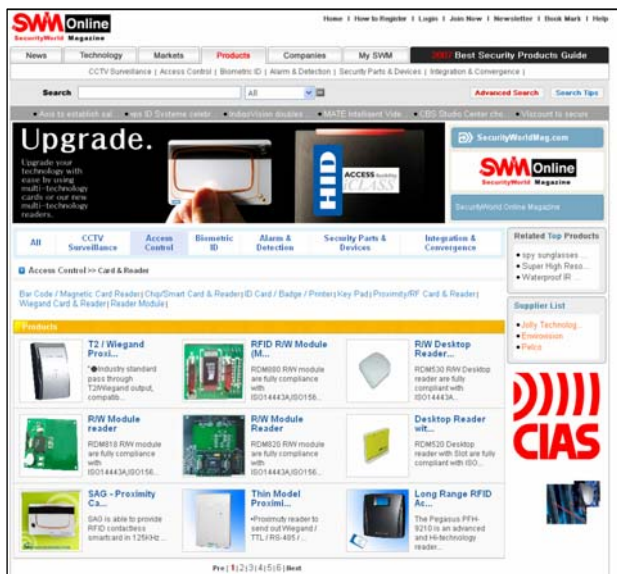 SWM Online
SecurityWorld Magazine
Home | How to Register | Login | Join Now | Newsletter | Book Mark | Help
News Technology Markets Products Companies My SWM 2007 Best Security Products Guide
CCTV Surveillance | Access Control | Biometric ID | Alarm & Detection | Security Parts & Devices | Integration & Convergence |
Search All Advanced Search Search Tips
Upgrade.
Upgrade your
technology with
ease by using
multi-technology
cards or our new
multi-technology
readers.
HID
ACCESS
iCLASS
SecurityWorldMag.com
SWM Online
SecurityWorld Magazine
SecurityWorld Online Magazine
All
CCTV
Surveillance
Access
Control
Biometric
ID
Alarm &
Detection
Security Parts &
Devices
Integration &
Convergence
Related Top Products
spy sunglasses ...
Super High Reso...
Waterproof IR ...
Access Control >> Card & Reader
Bar Code / Magnetic Card Reader| Chip/Smart Card & Reader| ID Card / Badge / Printer| Key Pad| Proximity/RF Card & Reader|
Wiegand Card & Reader| Reader Module|
Supplier List
Jolly Technolog...
Envirovision
Pelco
Products
T2 / Wiegand
Proxi...
"●Industry standard
pass through
T2/Wiegand output,
compatib...
RFID R/W Module
(M...
RDM880 R/W module
are fully compliance
with
ISO14443A,ISO156...
R/W Desktop
Reader...
RDM530 R/W Desktop
reader are fully
compliant with
ISO14443A...
R/W Module
reader
RDM810 R/W module
are fully compliance
with
ISO14443A,ISO156...
R/W Module
Reader
RDM820 R/W module
are fully compliance
with
ISO14443A,ISO156...
Desktop Reader
wit...
RDM520 Desktop
reader with Slot are fully
compliant with ISO...
CIAS
SAG - Proximity
Ca...
SAG is able to provide
RFID contactless
smartcard in 125KHz...
Thin Model
Proximi...
•Proximuty reader to
send out Wiegand /
TTL / RS-485 / ...
Long Range RFID
Ac...
The Pegasus PFH-
9210 is an advanced
and Hi-technology
reader...
Pre | 1 | 2 | 3 | 4 | 5 | 6 | Next